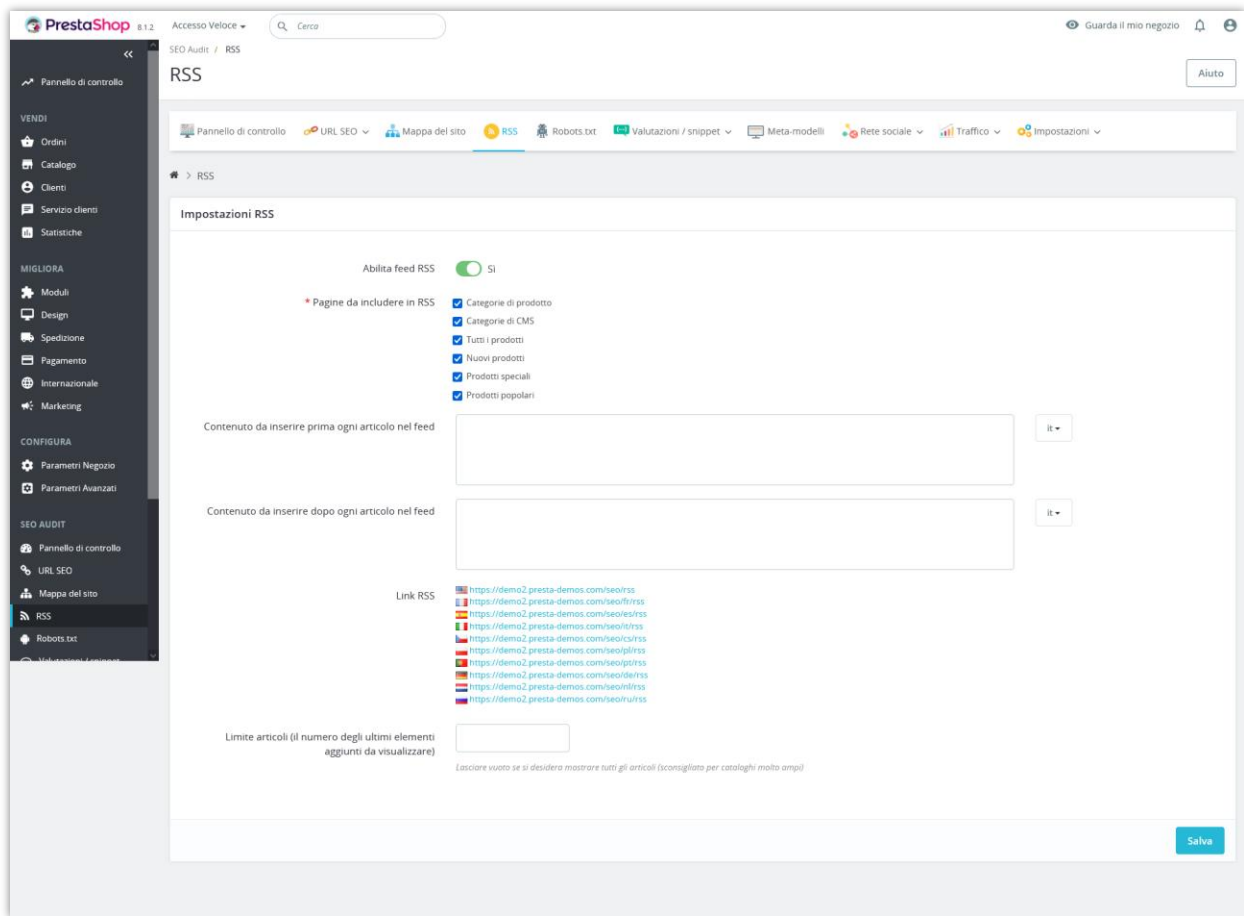 PrestaShop 8.1.2 Accesso Veloce Cerca Guarda il mio negozio
SEO Audit / RSS
RSS
Aiuto
Pannello di controllo
VENDI
Ordini
Catalogo
Clienti
Servizio clienti
Statistiche
MIGLIORA
Moduli
Design
Spedizione
Pagamento
Internazionale
Marketing
CONFIGURA
Parametri Negozio
Parametri Avanzati
SEO AUDIT
Pannello di controllo
URL SEO
Mappa del sito
RSS
Robots.txt
Valutazioni / snippet
Pannello di controllo URL SEO Mappa del sito RSS Robots.txt Valutazioni / snippet Meta-modelli Rete sociale Traffico Impostazioni
> RSS
Impostazioni RSS
Abilita feed RSS Sì
* Pagine da includere in RSS
Categorie di prodotto
Categorie di CMS
Tutti i prodotti
Nuovi prodotti
Prodotti speciali
Prodotti popolari
Contenuto da inserire prima ogni articolo nel feed it
Contenuto da inserire dopo ogni articolo nel feed it
Link RSS
https://demo2.presta-demos.com/seo/rss
https://demo2.presta-demos.com/seo/fr/rss
https://demo2.presta-demos.com/seo/es/rss
https://demo2.presta-demos.com/seo/it/rss
https://demo2.presta-demos.com/seo/cs/rss
https://demo2.presta-demos.com/seo/pl/rss
https://demo2.presta-demos.com/seo/pt/rss
https://demo2.presta-demos.com/seo/de/rss
https://demo2.presta-demos.com/seo/nl/rss
https://demo2.presta-demos.com/seo/ru/rss
Limite articoli (il numero degli ultimi elementi
aggiunti da visualizzare)
Lasciare vuoto se si desidera mostrare tutti gli articoli (sconsigliato per cataloghi molto ampi)
Salva